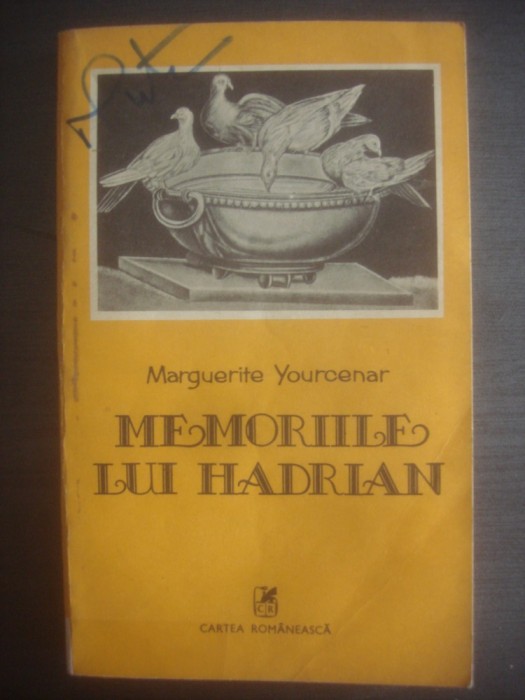 Marguerite Yourcenar
MEMORIILE
LUI HADRIAN
CR
CARTEA ROMÂNEASCĂ